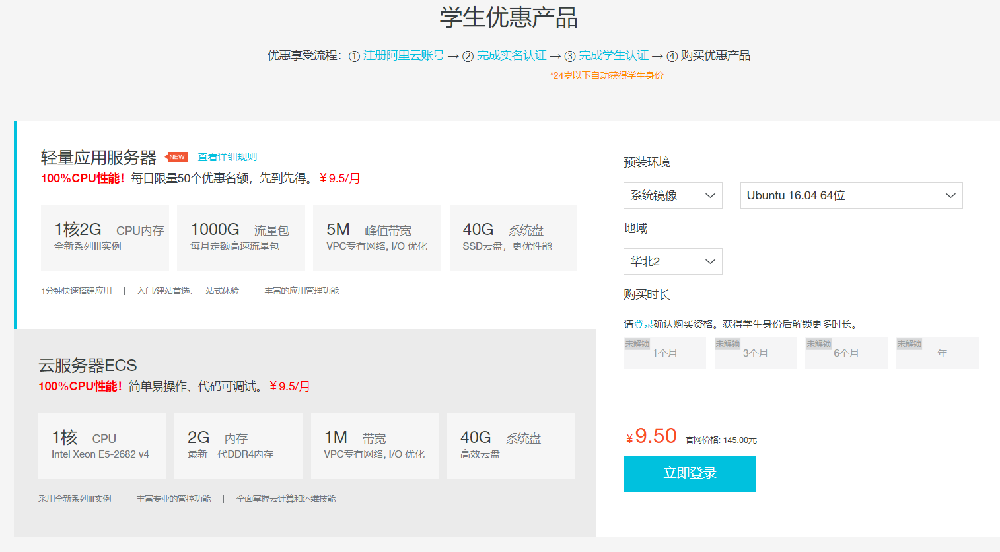 学生优惠产品
优惠享受流程：① 注册阿里云账号 → ② 完成实名认证 → ③ 完成学生认证 → ④ 购买优惠产品
*24岁以下自动获得学生身份
轻量应用服务器 NEW 查看详细规则
100%CPU性能！每日限量50个优惠名额，先到先得。￥9.5/月
1核2G CPU内存
全新系列III实例
1000G 流量包
每月定额高速流量包
5M 峰值带宽
VPC专有网络, I/O 优化
40G 系统盘
SSD云盘，更优性能
1分钟快速搭建应用 | 入门/建站首选，一站式体验 | 丰富的应用管理功能
云服务器ECS
100%CPU性能！简单易操作、代码可调试。￥9.5/月
1核 CPU
Intel Xeon E5-2682 v4
2G 内存
最新一代DDR4内存
1M 带宽
VPC专有网络, I/O 优化
40G 系统盘
高效云盘
采用全新系列III实例 | 丰富专业的管控功能 | 全面掌握云计算和运维技能
预装环境
系统镜像 Ubuntu 16.04 64位
地域
华北2
购买时长
请登录确认购买资格。获得学生身份后解锁更多时长。
未解锁 1个月 未解锁 3个月 未解锁 6个月 未解锁 一年
￥9.50 官网价格: 145.00元
立即登录